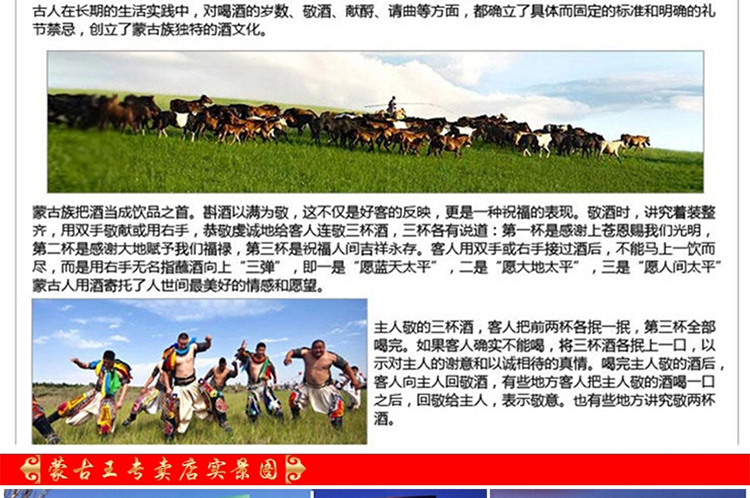 古人在长期的生活实践中，对喝酒的岁数、敬酒、献酹、请曲等方面，都确立了具体而固定的标准和明确的礼
节禁忌，创立了蒙古族独特的酒文化。
蒙古族把酒当成饮品之首。斟酒以满为敬，这不仅是好客的反映，更是一种祝福的表现。敬酒时，讲究着装整
齐，用双手敬献或用右手，恭敬虔诚地给客人连敬三杯酒，三杯各有说道：第一杯是感谢上苍恩赐我们光明，
第二杯是感谢大地赋予我们福禄，第三杯是祝福人间吉祥永存。客人用双手或右手接过酒后，不能马上一饮而
尽，而是用右手无名指蘸酒向上“三弹”，即一是“愿蓝天太平”，二是“愿大地太平”，三是“愿人间太平”
蒙古人用酒寄托了人世间最美好的情感和愿望。
主人敬的三杯酒，客人把前两杯各抿一抿，第三杯全部
喝完。如果客人确实不能喝，将三杯酒各抿上一口，以
示对主人的谢意和以诚相待的真情。喝完主人敬的酒后，
客人向主人回敬酒，有些地方客人把主人敬的酒喝一口
之后，回敬给主人，表示敬意。也有些地方讲究敬两杯
酒。
蒙古王专卖店实景图